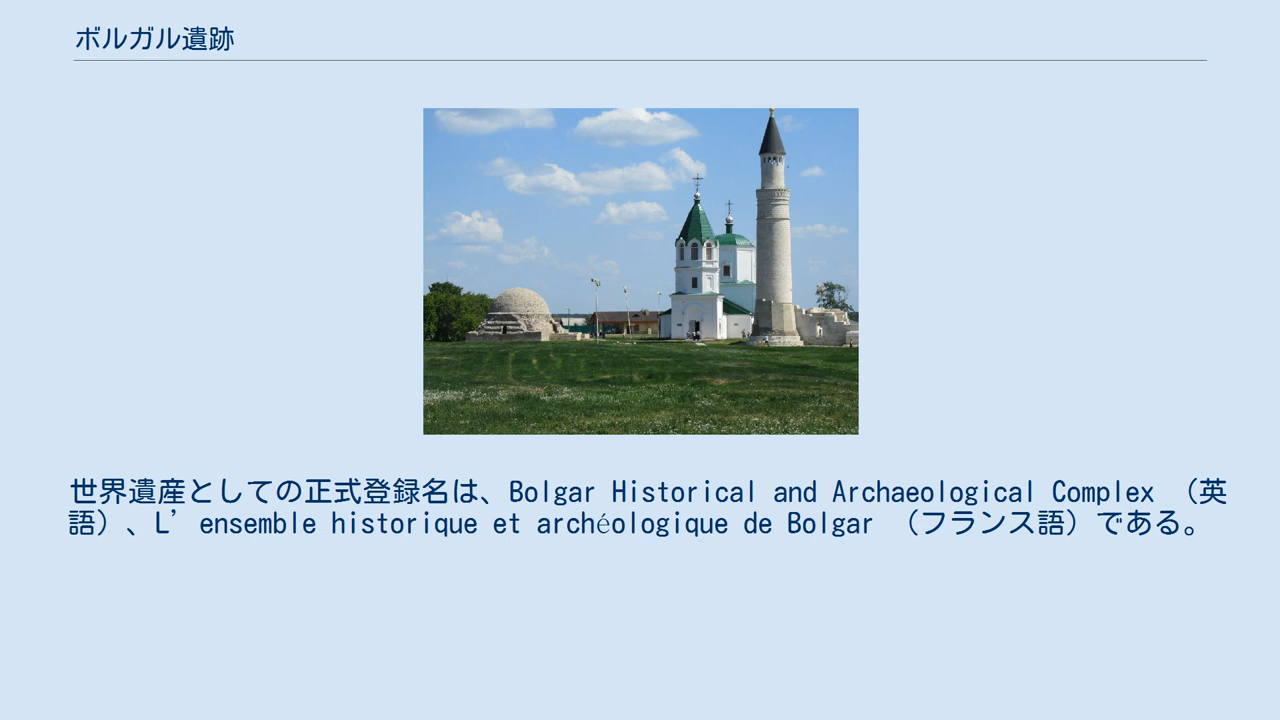 ボルガル遺跡
世界遺産としての正式登録名は、Bolgar Historical and Archaeological Complex （英
語）、L’ensemble historique et archéologique de Bolgar （フランス語）である。